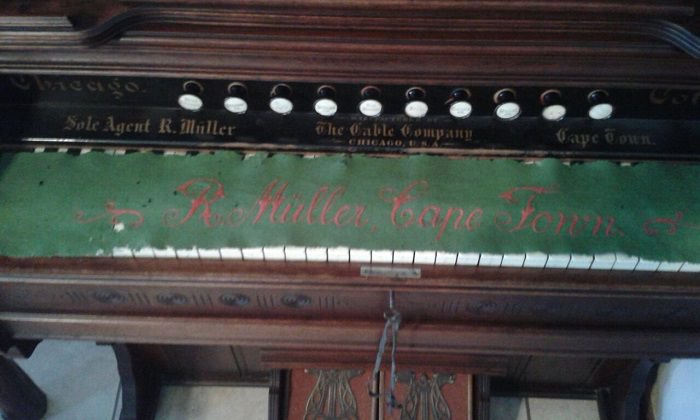 Chicago.
Sole Agent R. Müller
The Cable Company
CHICAGO, U.S.A.
Cape Town.
R. Müller, Cape Town.